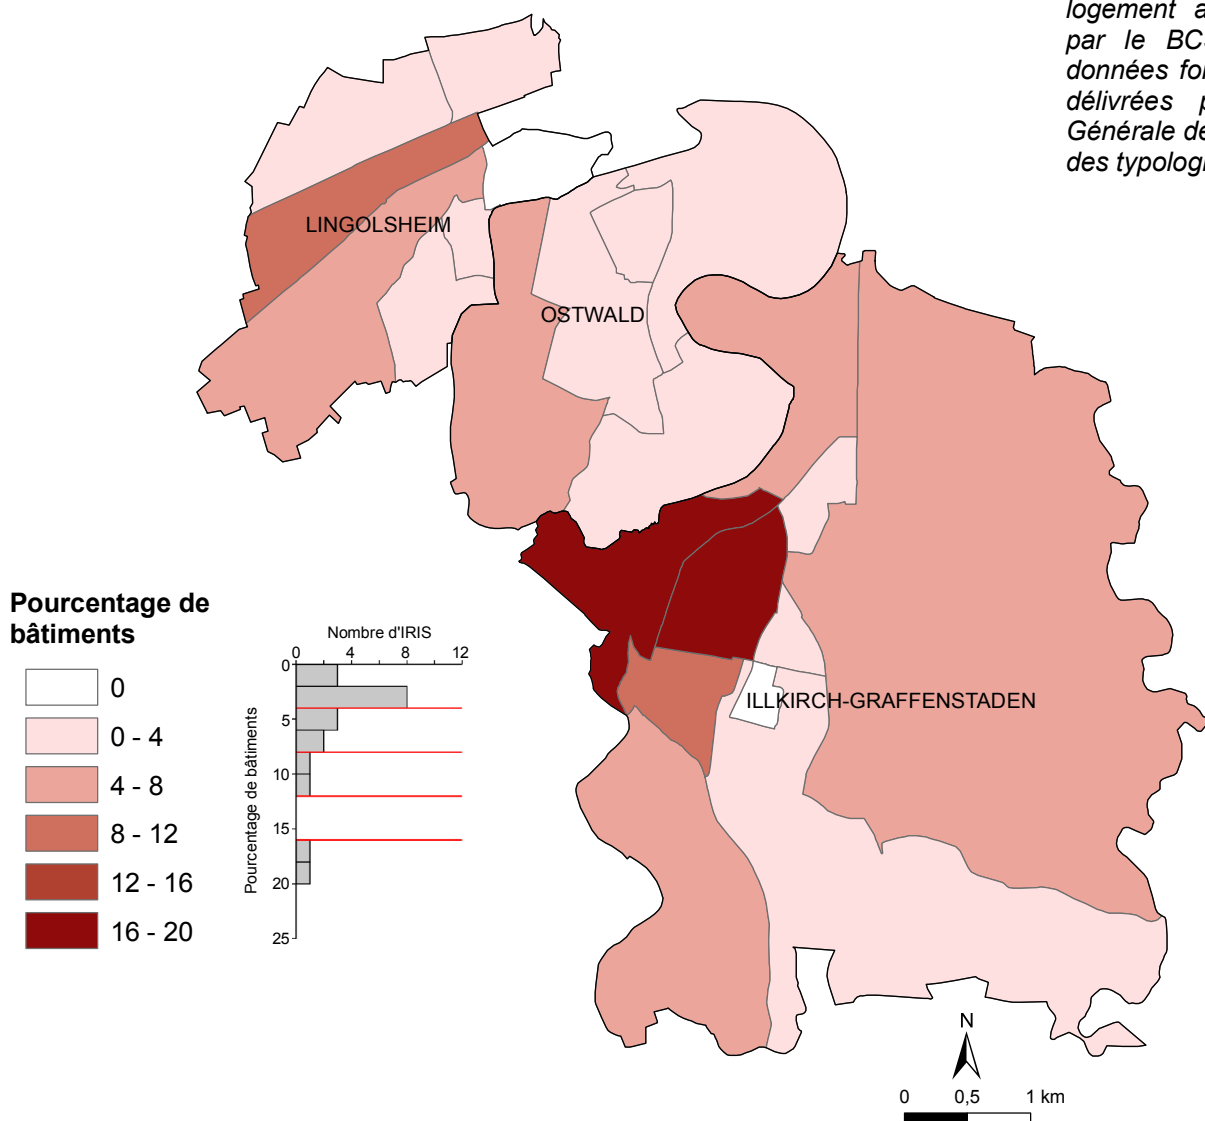 logement a
par le BC
données fo
délivrées p
Générale de
des typolog
LINGOLSHEIM
OSTWALD
ILLKIRCH-GRAFFENSTADEN
Pourcentage de
bâtiments
0
0 - 4
4 - 8
8 - 12
12 - 16
16 - 20
Nombre d'IRIS
0 4 8 12
Pourcentage de bâtiments
0
5
10
15
20
25
N
0 0,5 1 km